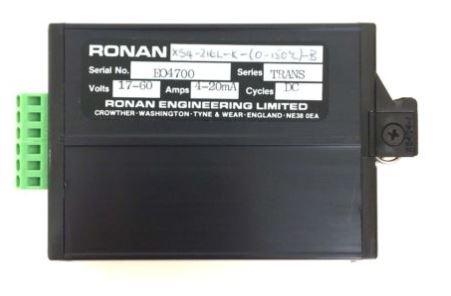 RONAN X54-216L-K-(0-150°C)-B
Serial No. E04700 Series TRANS
Volts 17-60 Amps 4-20mA Cycles DC
RONAN ENGINEERING LIMITED
CROWTHER·WASHINGTON·TYNE & WEAR·ENGLAND·NE38 0EA